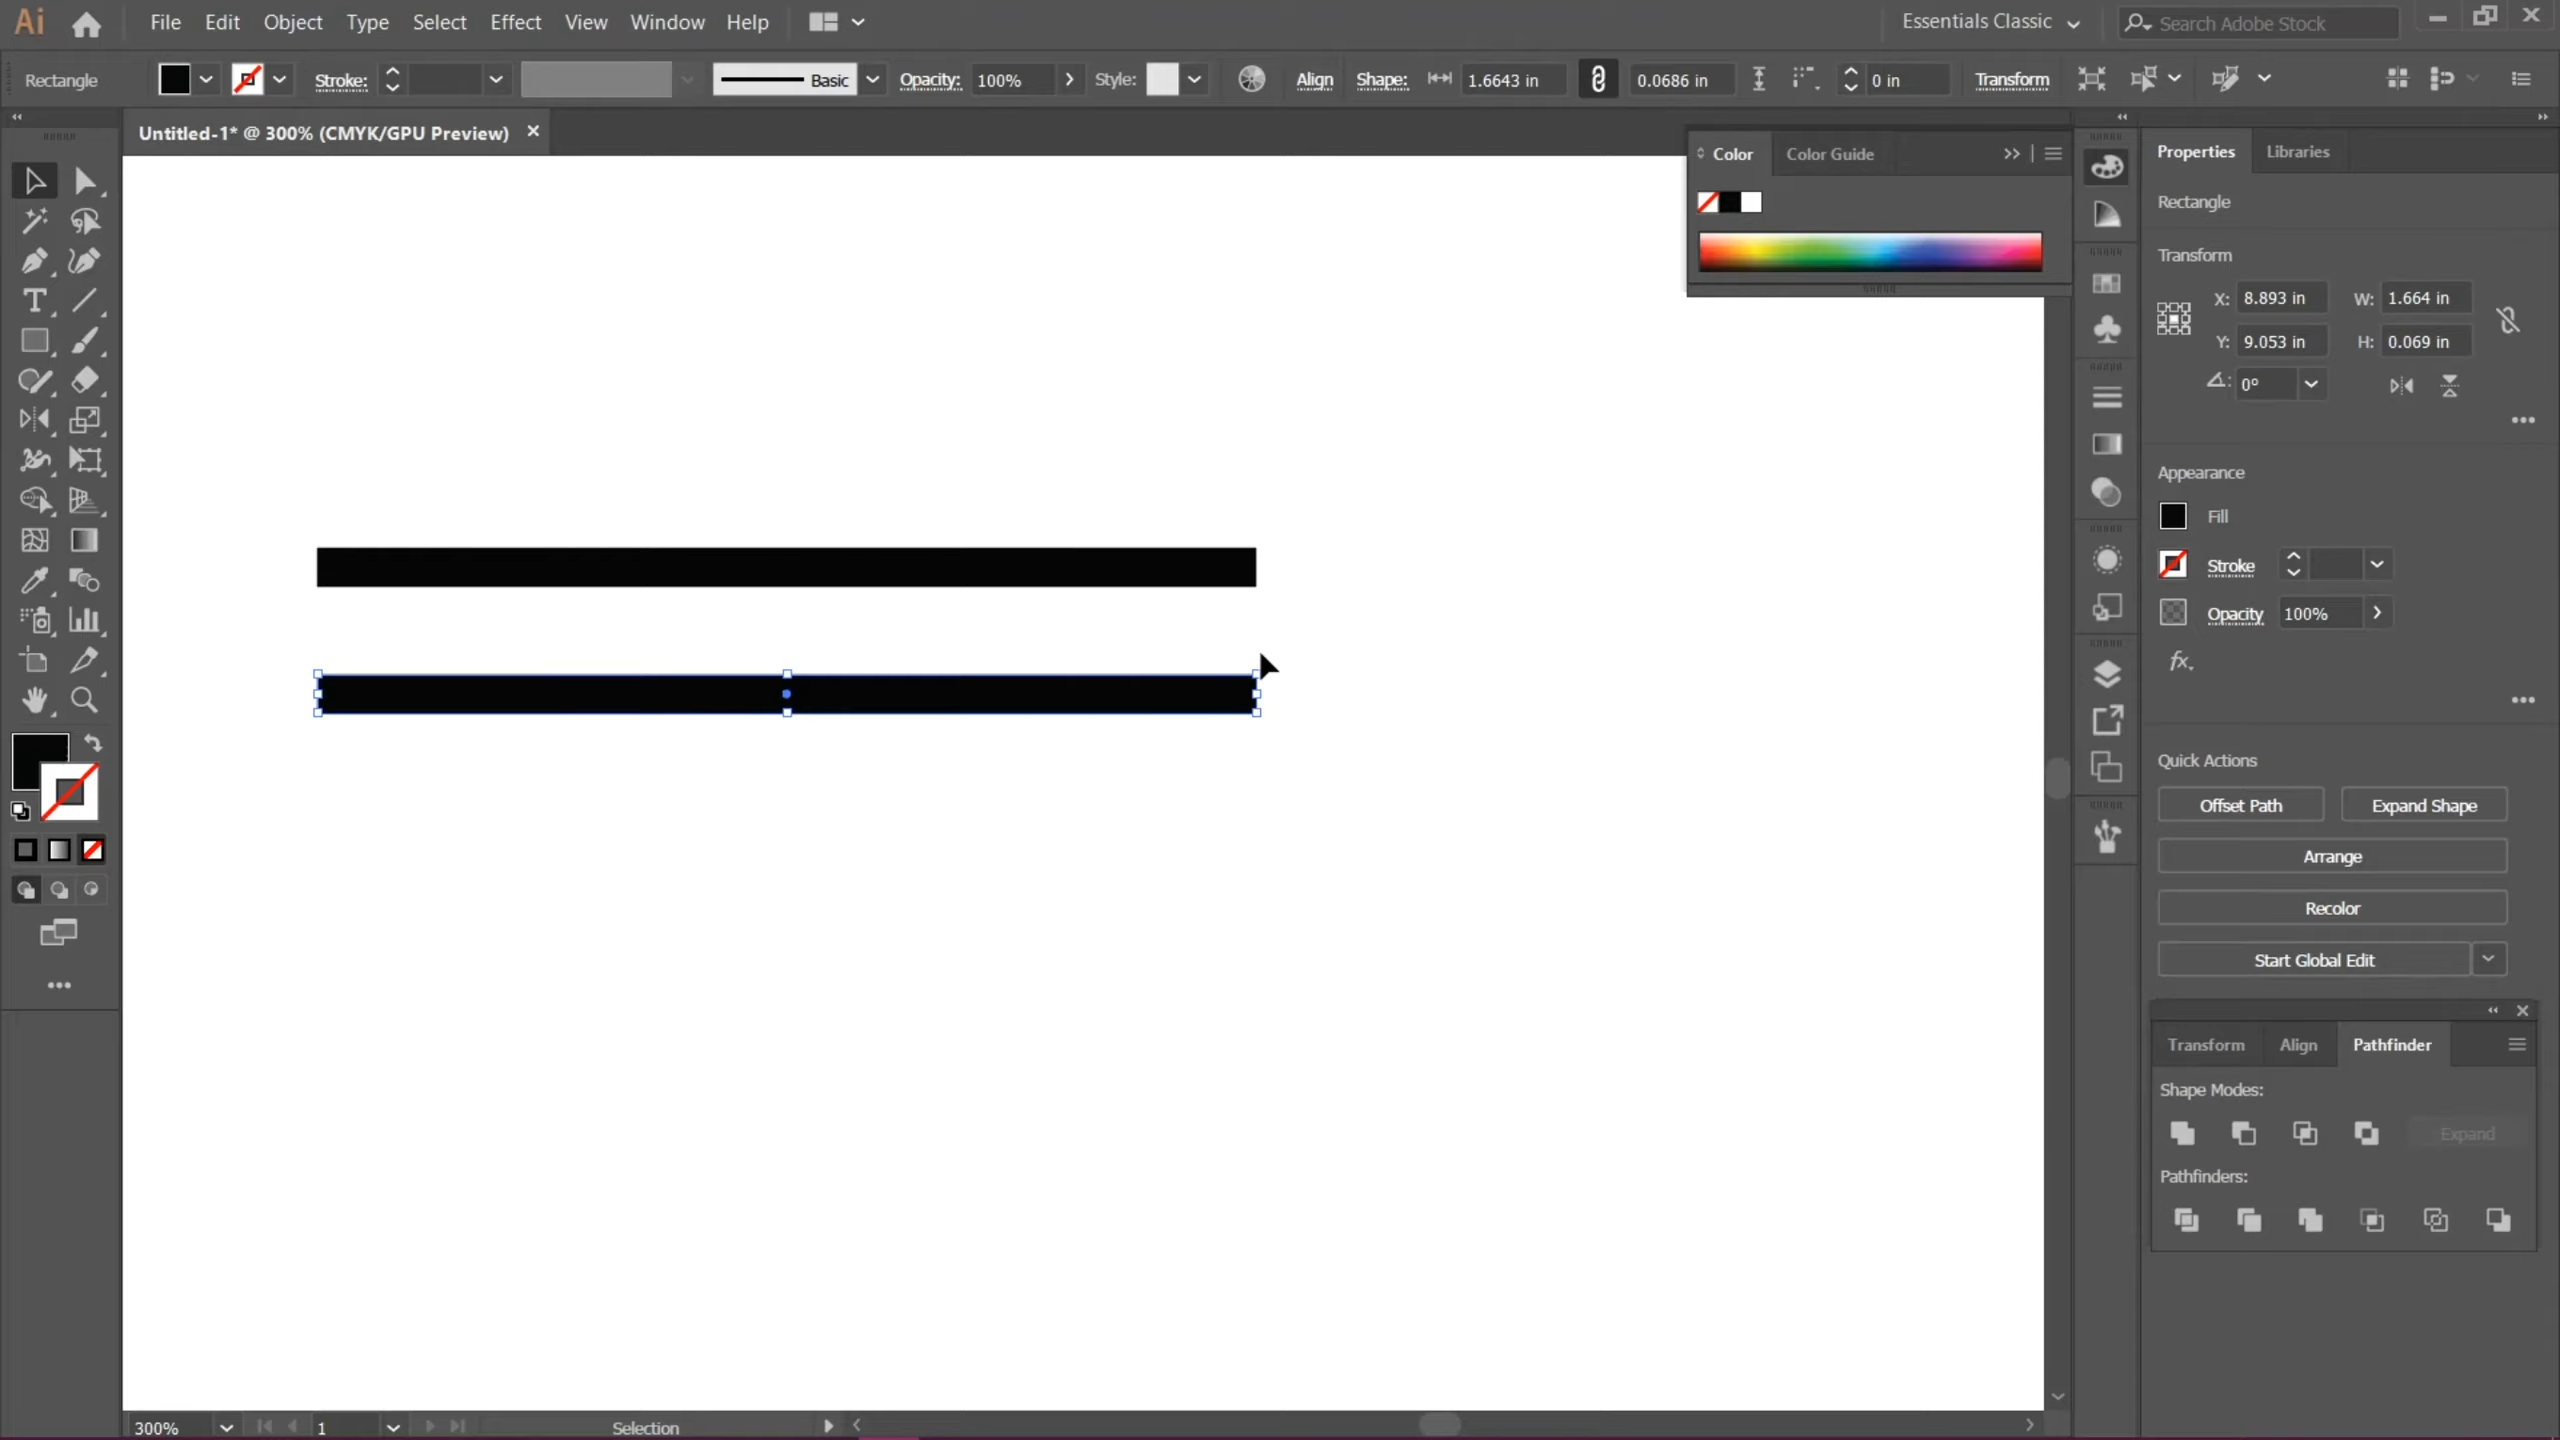 Ai File Edit Object Type Select Effect View Window Help Essentials Classic Search Adobe Stock
Rectangle Stroke: Basic Opacity: 100% Style: Align Shape: 1.6643 in 0.0686 in 0 in Transform
Untitled-1* @ 300% (CMYK/GPU Preview)
Color Color Guide
Properties Libraries
Rectangle
Transform
X: 8.893 in W: 1.664 in
Y: 9.053 in H: 0.069 in
0°
Appearance
Fill
Stroke
Opacity 100%
fx.
Quick Actions
Offset Path Expand Shape
Arrange
Recolor
Start Global Edit
Transform Align Pathfinder
Shape Modes:
Expand
Pathfinders:
300% 1 Selection